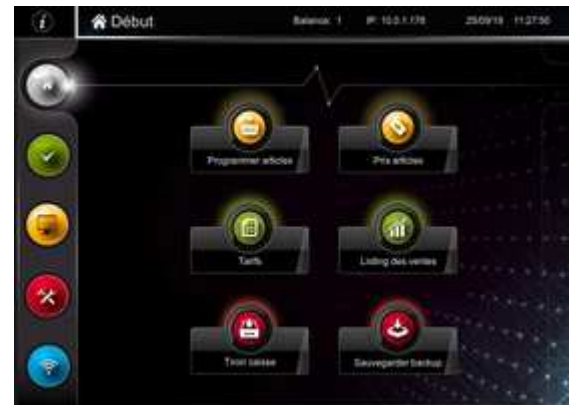 Début
Balance: 1
IP: 10.0.1.178
25/09/19 11:27:50
Programmer articles
Prix articles
Tarifs
Listing des ventes
Tiroir caisse
Sauvegarder backup